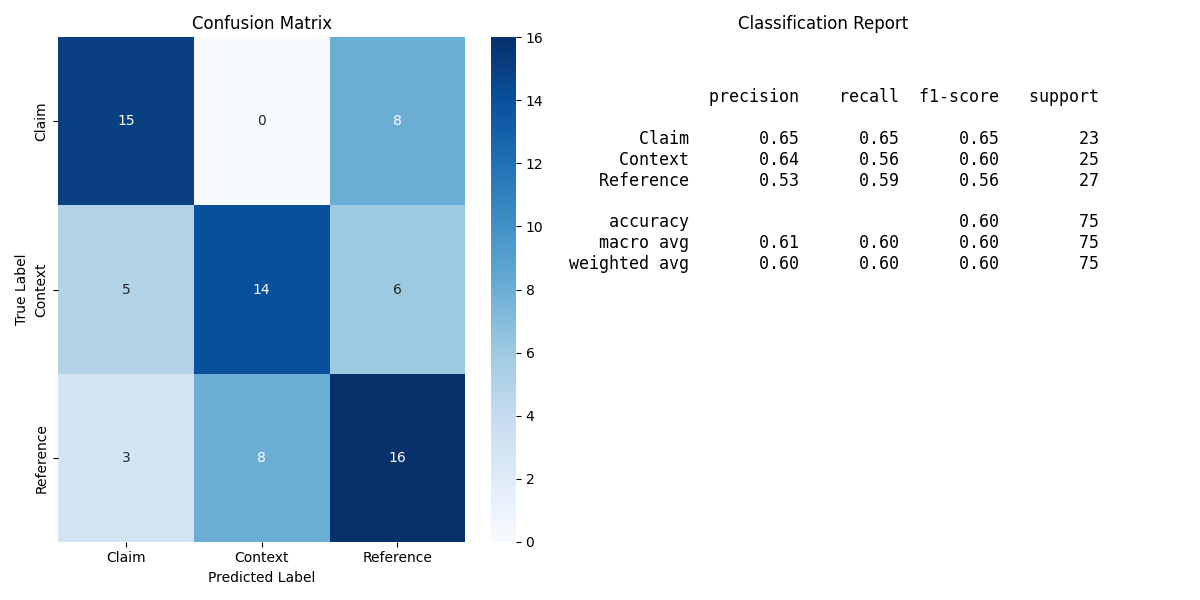 Confusion Matrix
Claim
Context
Reference
True Label
15 0 8
5 14 6
3 8 16
Claim Context Reference
Predicted Label
16
14
12
10
8
6
4
2
0
Classification Report
precision recall f1-score support
Claim 0.65 0.65 0.65 23
Context 0.64 0.56 0.60 25
Reference 0.53 0.59 0.56 27
accuracy 0.60 75
macro avg 0.61 0.60 0.60 75
weighted avg 0.60 0.60 0.60 75